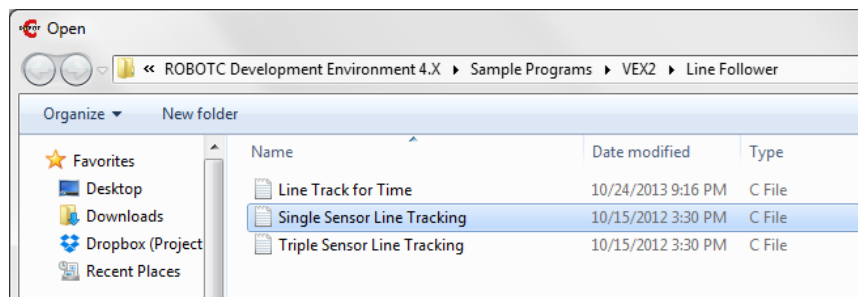 Open
« ROBOTC Development Environment 4.X ▸ Sample Programs ▸ VEX2 ▸ Line Follower
Organize ▾ New folder
Name Date modified Type
Favorites
Desktop
Downloads
Dropbox (Project
Recent Places
Line Track for Time 10/24/2013 9:16 PM C File
Single Sensor Line Tracking 10/15/2012 3:30 PM C File
Triple Sensor Line Tracking 10/15/2012 3:30 PM C File